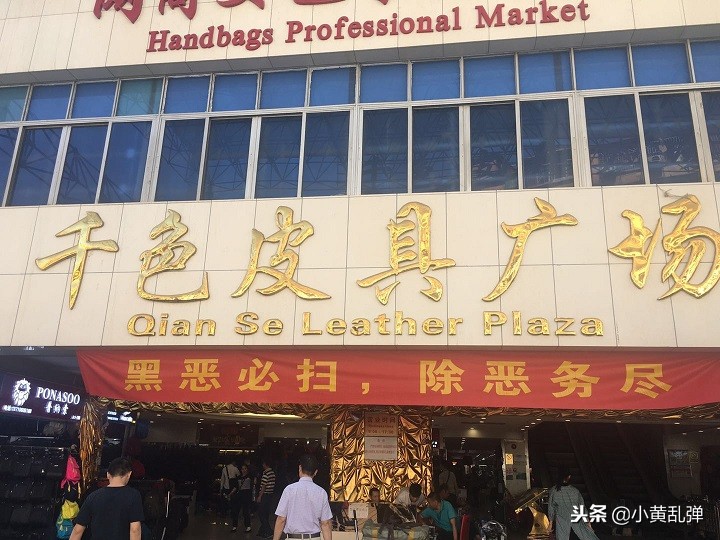 Handbags Professional Market
千色皮具广场
Qian Se Leather Plaza
黑恶必扫，除恶务尽
PONASOO
头条 @小黄乱弹